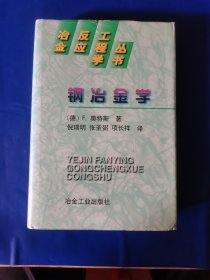 冶金反应工程学丛书
钢冶金学
(德) F. 奥特斯 著
倪瑞明 张圣弼 项长祥 译
YEJIN FANYING
GONGCHENGXUE
CONGSHU
冶金工业出版社